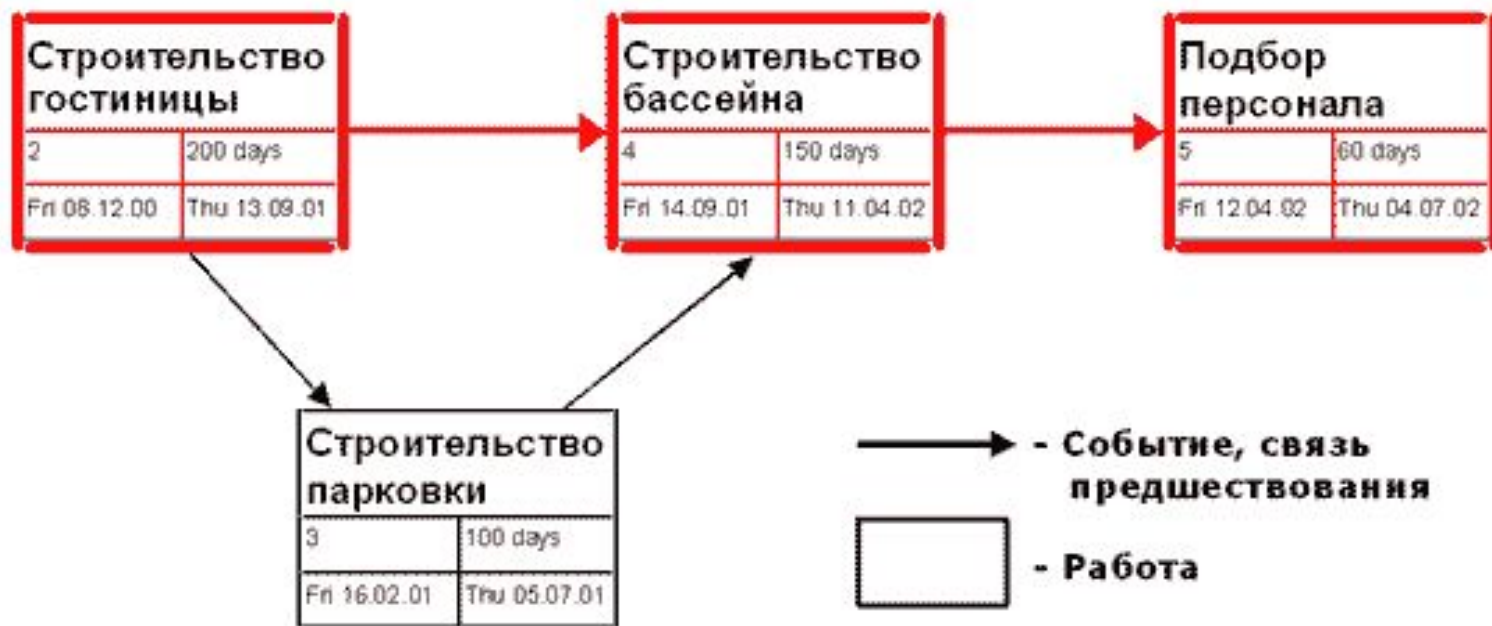 Строительство
гостиницы
2
200 days
Fri 08.12.00
Thu 13.09.01
Строительство
бассейна
4
150 days
Fri 14.09.01
Thu 11.04.02
Подбор
персонала
5
60 days
Fri 12.04.02
Thu 04.07.02
Строительство
парковки
3
100 days
Fri 16.02.01
Thu 05.07.01
- Событие, связь
предшествования
- Работа